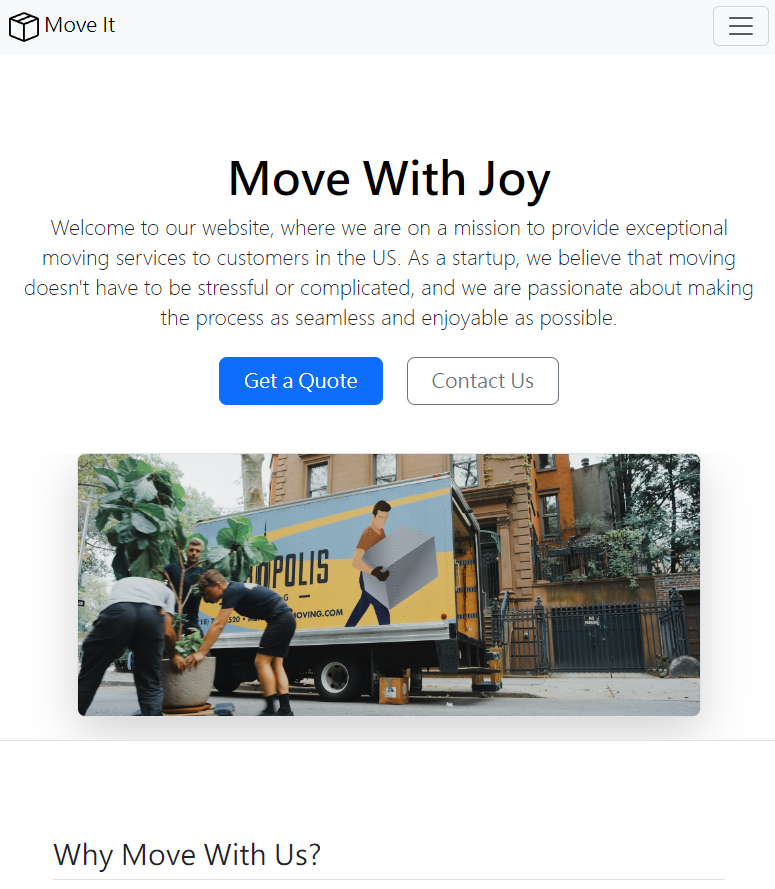 Move It
Move With Joy
Welcome to our website, where we are on a mission to provide exceptional
moving services to customers in the US. As a startup, we believe that moving
doesn't have to be stressful or complicated, and we are passionate about making
the process as seamless and enjoyable as possible.
Get a Quote Contact Us
POLIS
G
520 • MOVING.COM
NO
PARKING
Why Move With Us?